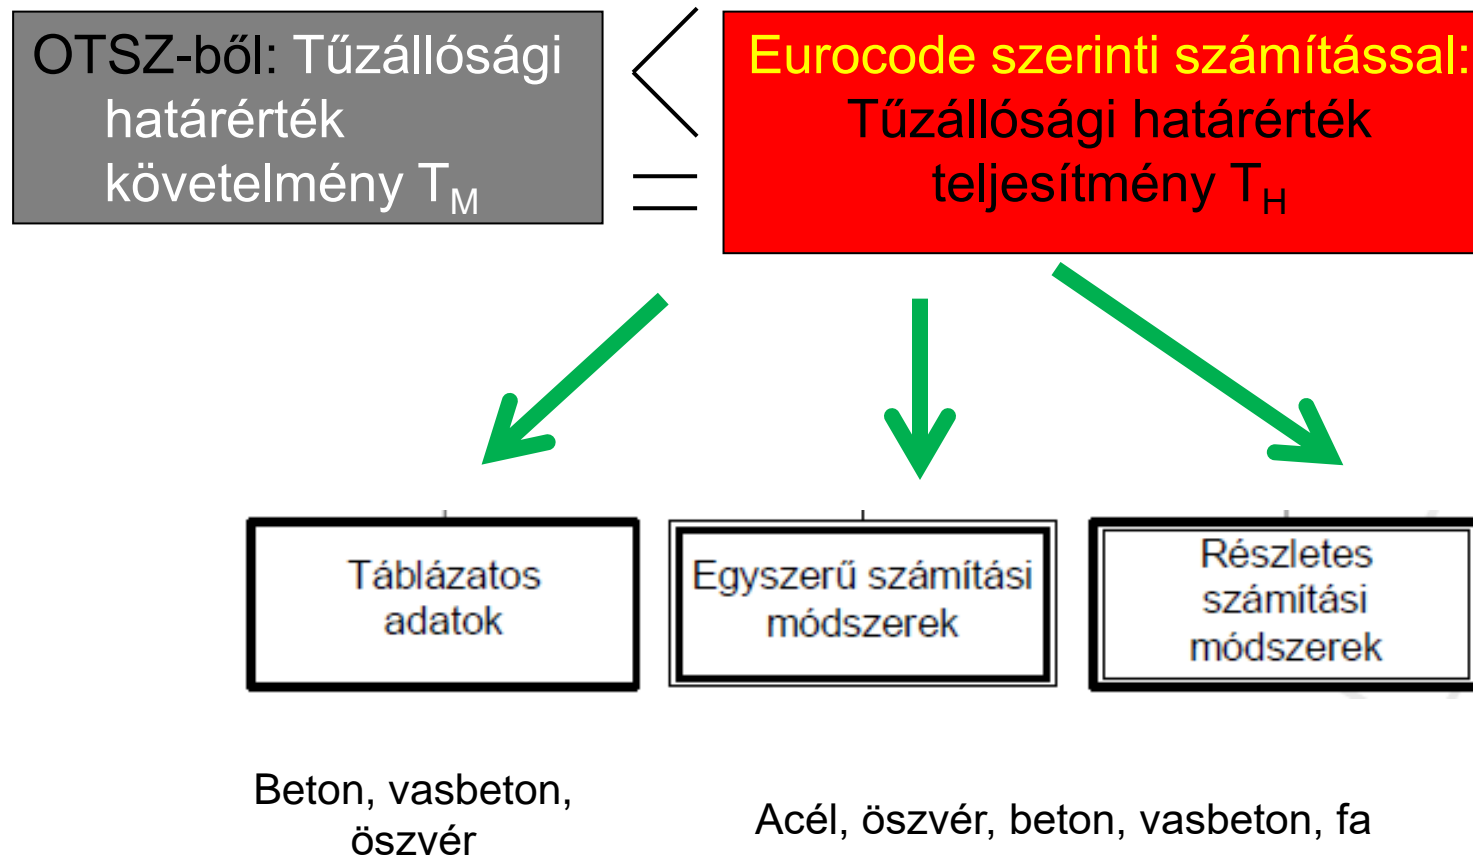 OTSZ-ből: Tűzállósági
határérték
követelmény T_M
<
=
Eurocode szerinti számítással:
Tűzállósági határérték
teljesítmény T_H
Táblázatos
adatok
Egyszerű számítási
módszerek
Részletes
számítási
módszerek
Beton, vasbeton,
öszvér
Acél, öszvér, beton, vasbeton, fa